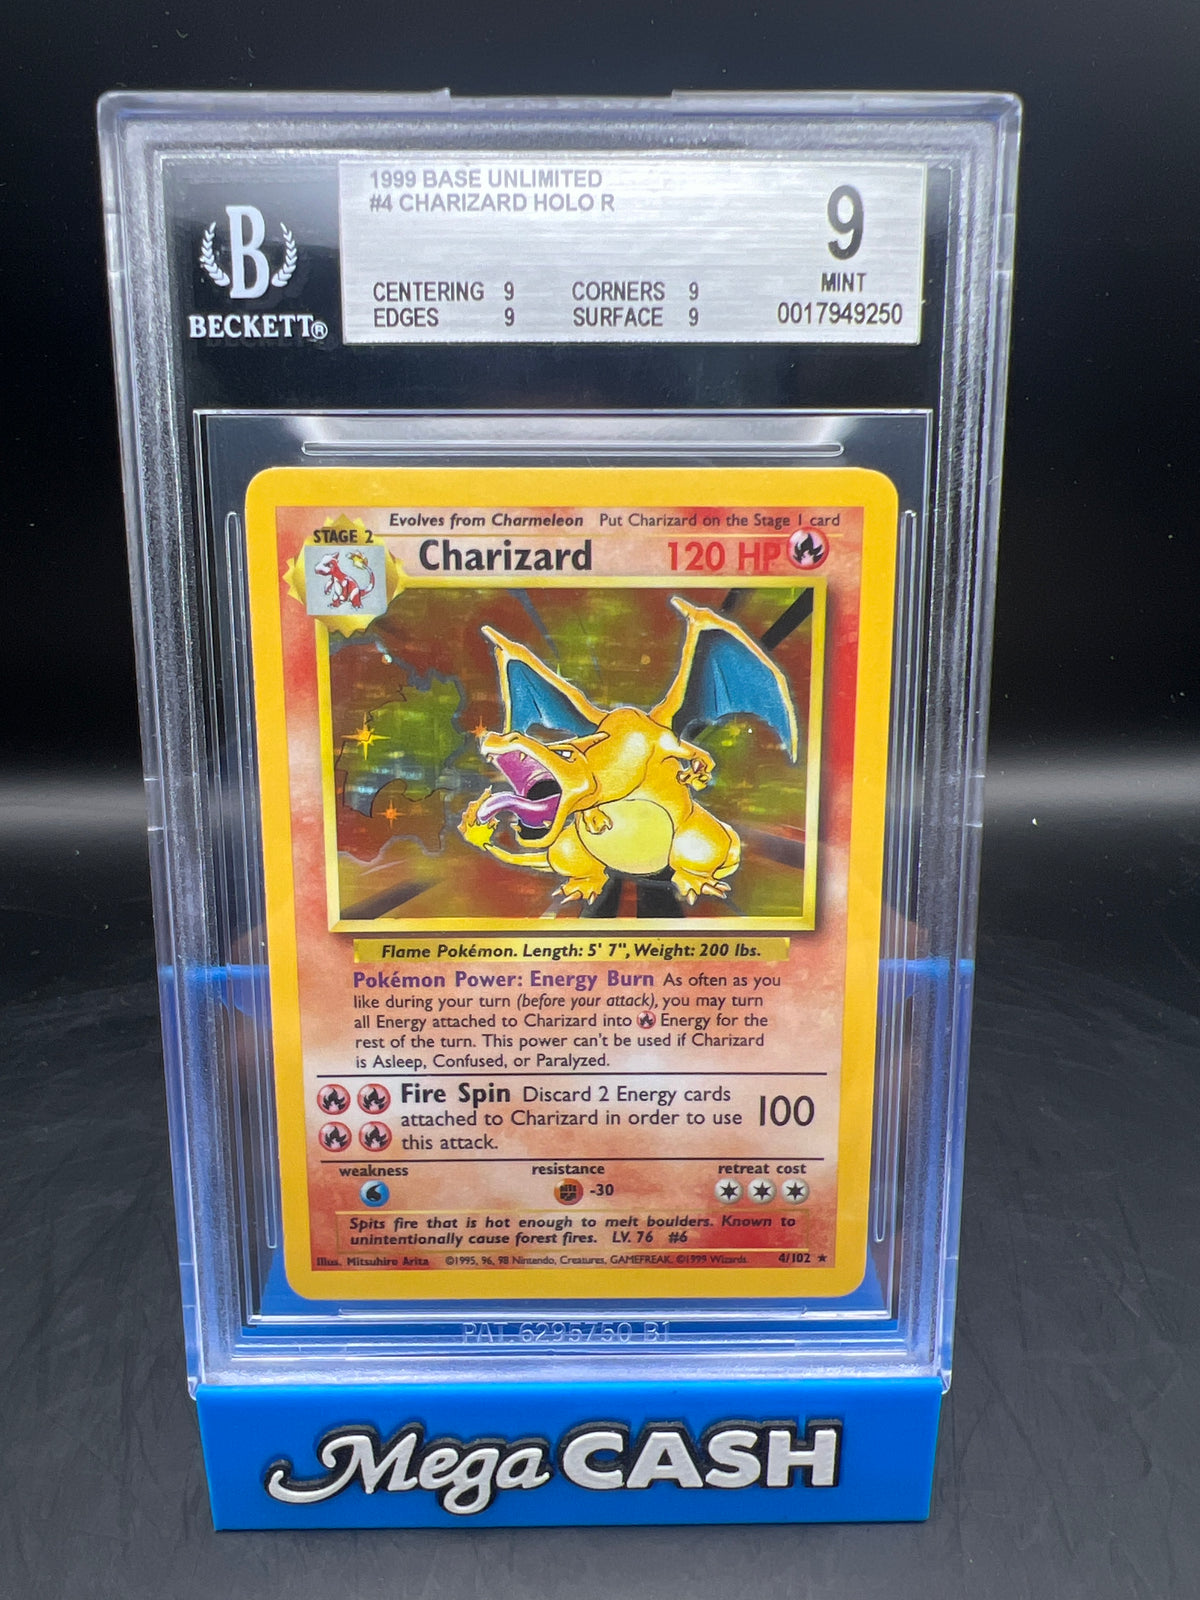 1999 BASE UNLIMITED
#4 CHARIZARD HOLO R
9
MINT
0017949250
CENTERING 9 CORNERS 9
EDGES 9 SURFACE 9
B
BECKETT®
Evolves from Charmeleon Put Charizard on the Stage 1 card
STAGE 2
Charizard 120 HP
Flame Pokémon. Length: 5' 7", Weight: 200 lbs.
Pokémon Power: Energy Burn As often as you
like during your turn (before your attack), you may turn
all Energy attached to Charizard into Energy for the
rest of the turn. This power can't be used if Charizard
is Asleep, Confused, or Paralyzed.
Fire Spin Discard 2 Energy cards
attached to Charizard in order to use 100
this attack.
weakness resistance retreat cost
-30
Spits fire that is hot enough to melt boulders. Known to
unintentionally cause forest fires. LV. 76 #6
Illus. Mitsuhiro Arita ©1995, 96, 98 Nintendo, Creatures, GAMEFREAK. ©1999 Wizards. 4/102 ★
PAT. 6295750 B1
Mega CASH